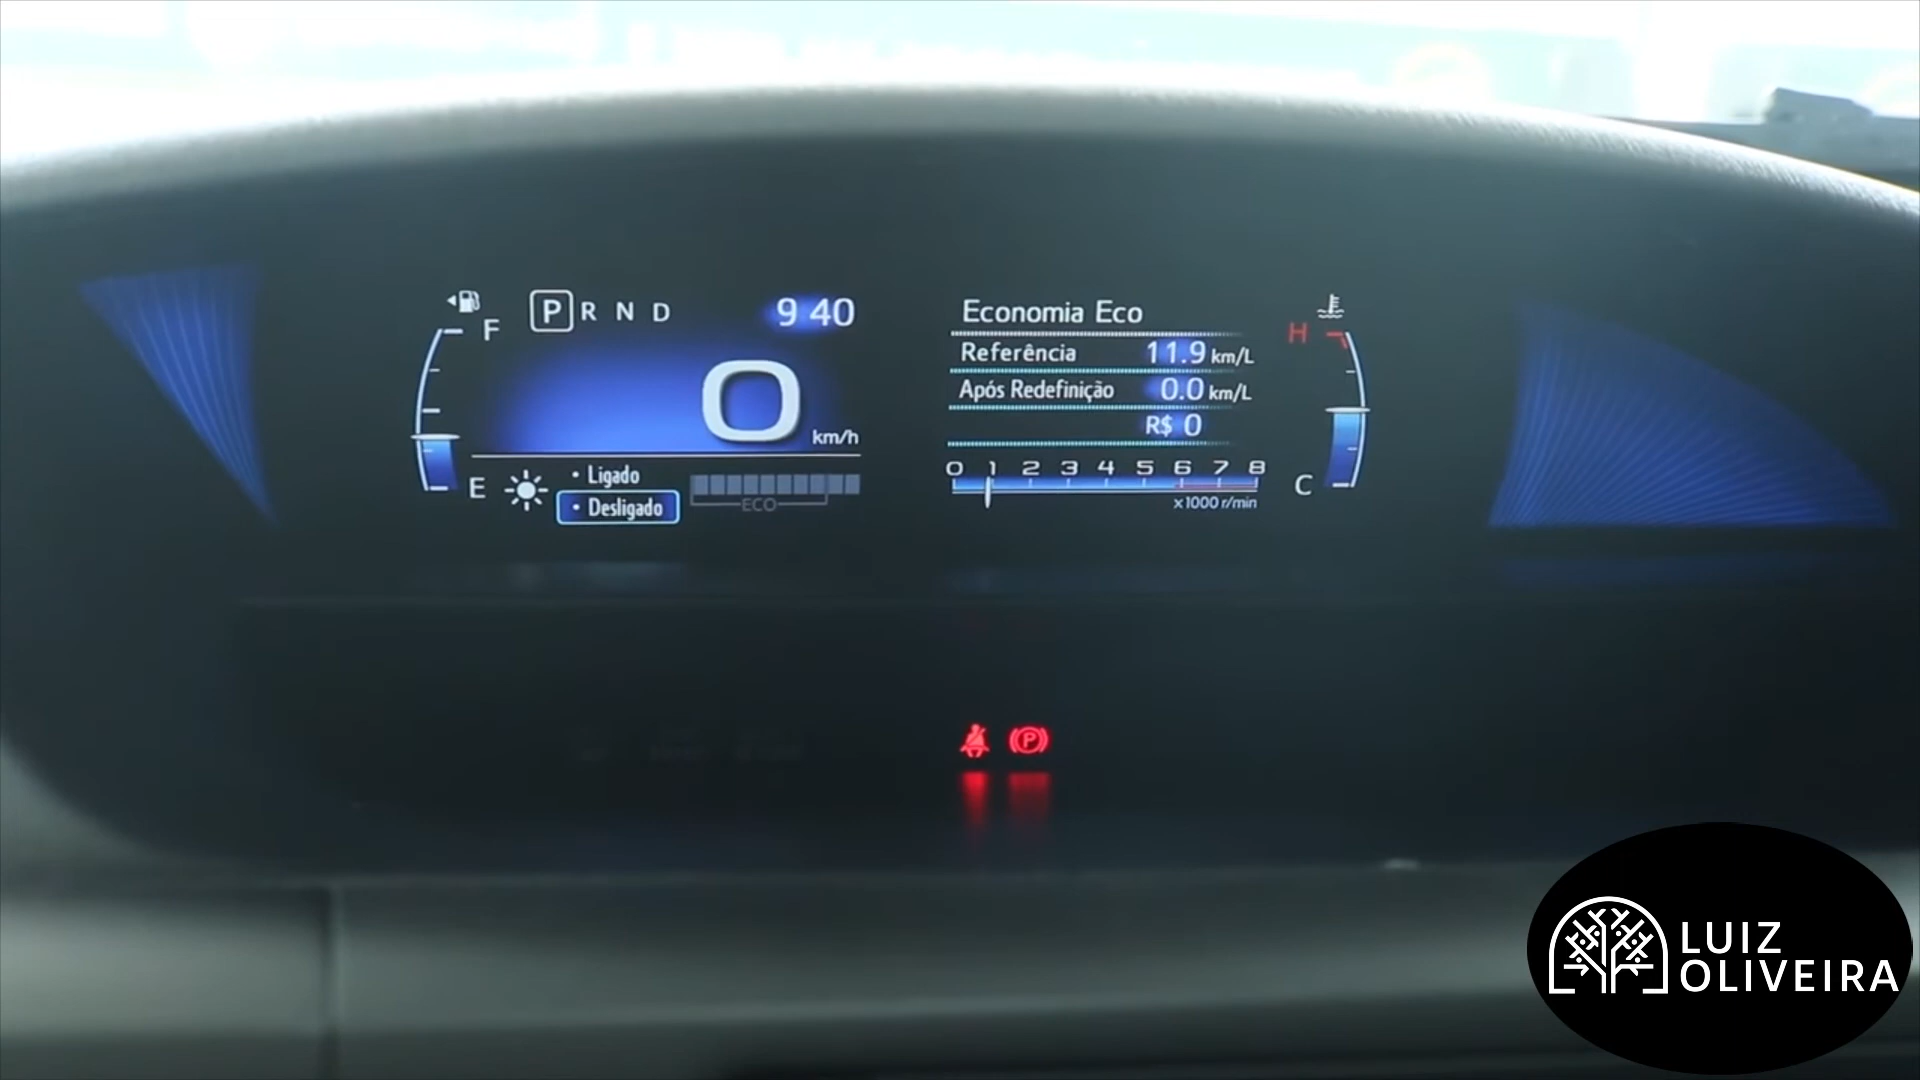 P R N D
9 40
F
0
km/h
E
• Ligado
• Desligado
ECO
Economia Eco
Referência 11.9 km/L
Após Redefinição 0.0 km/L
R$ 0
0 1 2 3 4 5 6 7 8
x1000 r/min
H
C
P
LUIZ
OLIVEIRA